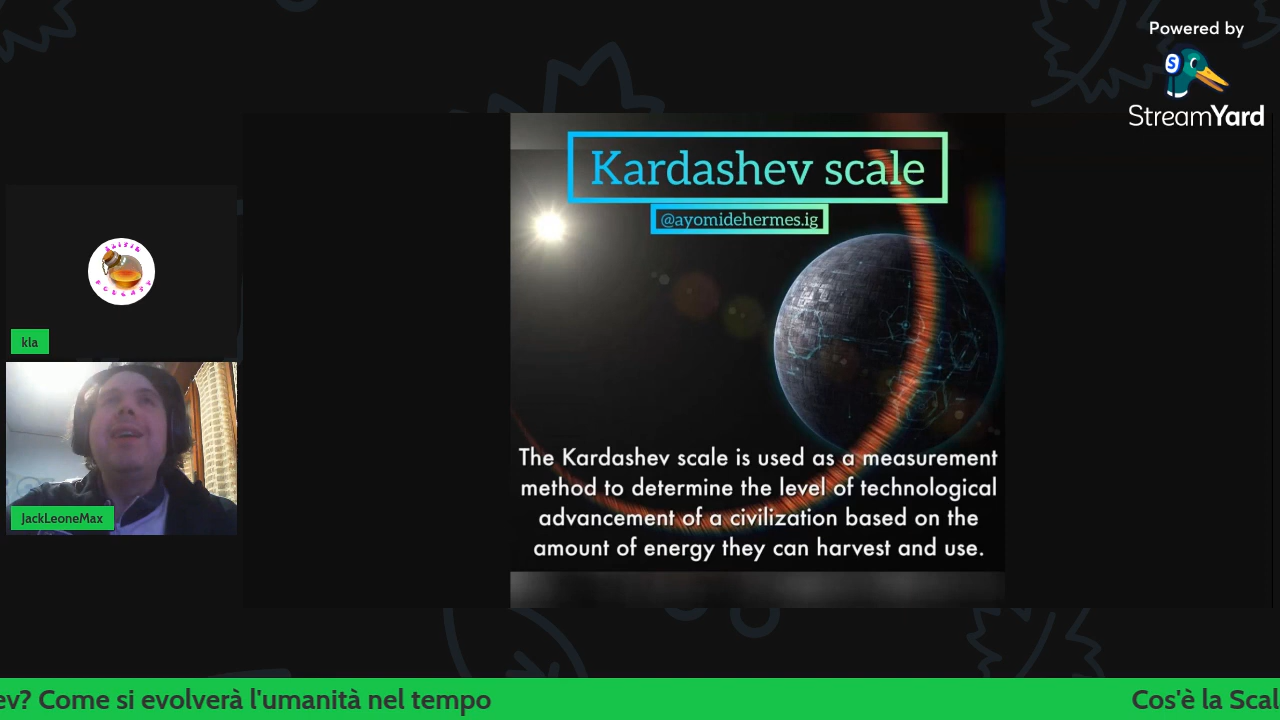 Powered by
StreamYard
Kardashev scale
@ayomidehermes.ig
kla
JackLeoneMax
The Kardashev scale is used as a measurement
method to determine the level of technological
advancement of a civilization based on the
amount of energy they can harvest and use.
ev? Come si evolverà l'umanità nel tempo
Cos'è la Scal